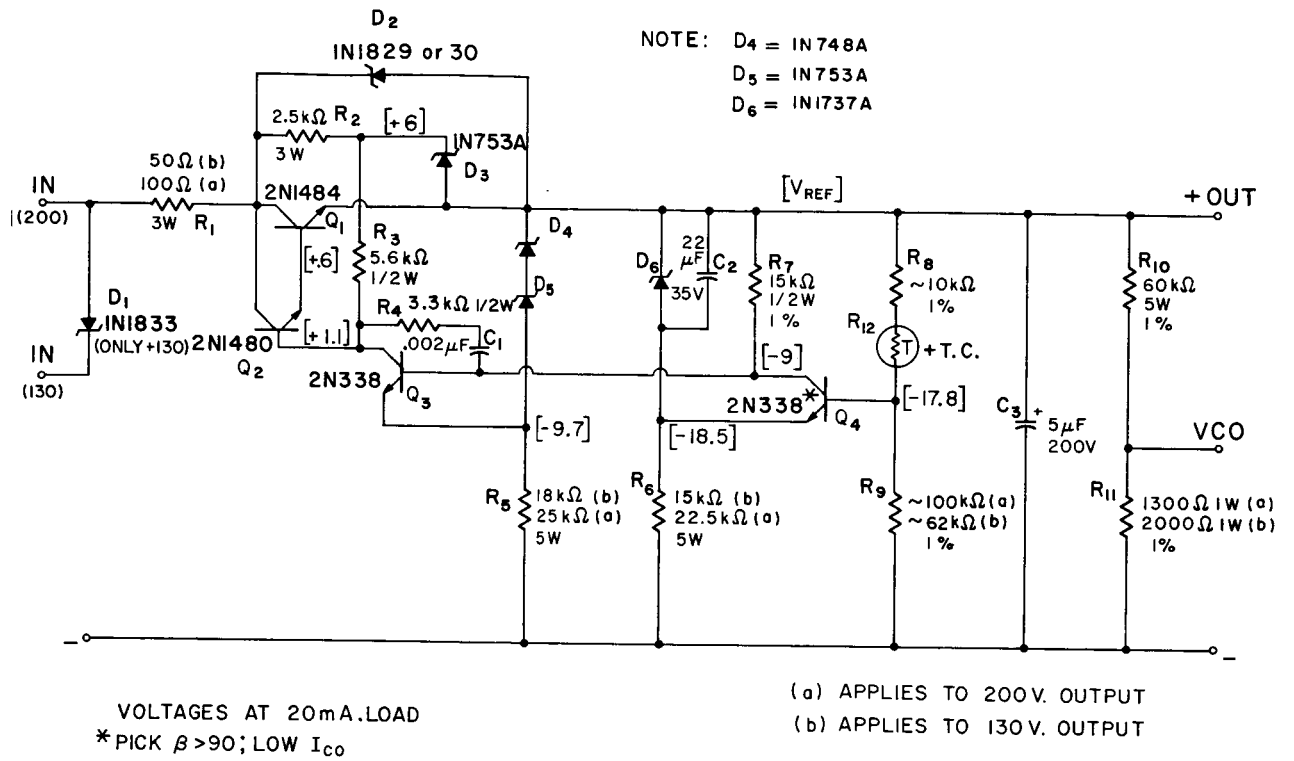 D2
1N1829 or 30
NOTE: D4 = 1N748A
D5 = 1N753A
D6 = 1N1737A
2.5kΩ R2 [+6]
3W
1N753A
D3
50Ω (b)
100Ω (a)
3W R1
IN
(200)
2N1484
Q1
[V REF]
+ OUT
[+.6]
R3
5.6kΩ
1/2W
D4
D5
D6
22
μF C2
35V
R7
15kΩ
1/2W
1%
R8
~10kΩ
1%
R10
60kΩ
5W
1%
D1
1N1833
(ONLY +130)
R4 3.3kΩ 1/2W
.002μF C1
R12
T + T.C.
2N1480
Q2
[+1.1]
IN
(130)
2N338
Q3
[-9]
2N338*
Q4
[-17.8]
C3 +
5μF
200V
VCO
[-9.7]
[-18.5]
R5
18kΩ (b)
25kΩ (a)
5W
R6
15kΩ (b)
22.5kΩ (a)
5W
R9
~100kΩ (a)
~62kΩ (b)
1%
R11
1300Ω 1W (a)
2000Ω 1W (b)
1%
-
-
VOLTAGES AT 20mA. LOAD
* PICK β > 90; LOW Ico
(a) APPLIES TO 200V. OUTPUT
(b) APPLIES TO 130V. OUTPUT